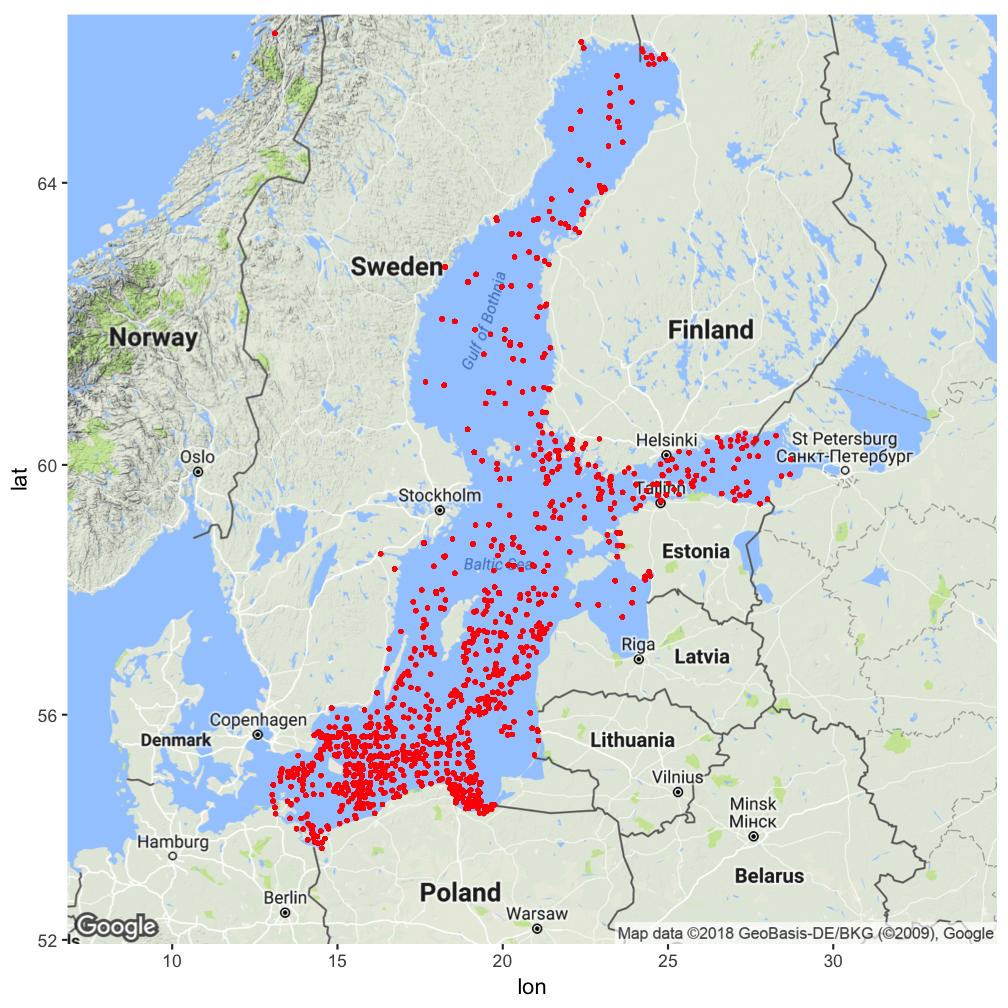 64
60
56
52
lat
Sweden
Gulf of Bothnia
Norway
Finland
Oslo
Helsinki
St Petersburg
Санкт-Петербург
Stockholm
Tallinn
Estonia
Baltic Sea
Riga
Latvia
Copenhagen
Denmark
Lithuania
Vilnius
Minsk
Мінск
Hamburg
Belarus
Berlin
Poland
Warsaw
Google
ls
Map data ©2018 GeoBasis-DE/BKG (©2009), Google
10
15
20
25
30
lon